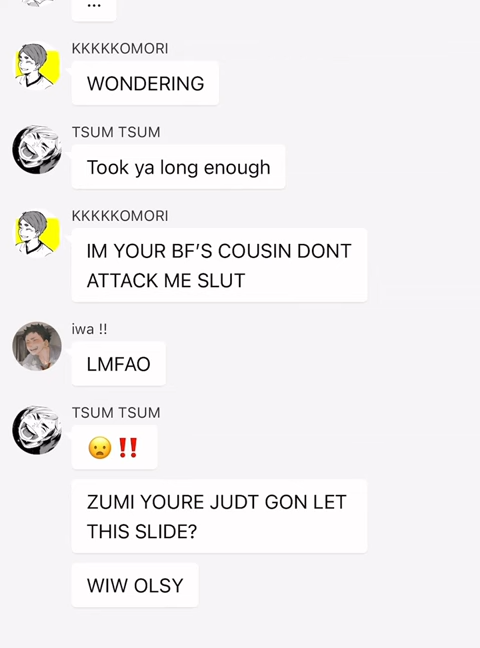 ...
KKKKKOMORI
WONDERING
TSUM TSUM
Took ya long enough
KKKKKOMORI
IM YOUR BF’S COUSIN DONT
ATTACK ME SLUT
iwa !!
LMFAO
TSUM TSUM
😦‼️
ZUMI YOURE JUDT GON LET
THIS SLIDE?
WIW OLSY